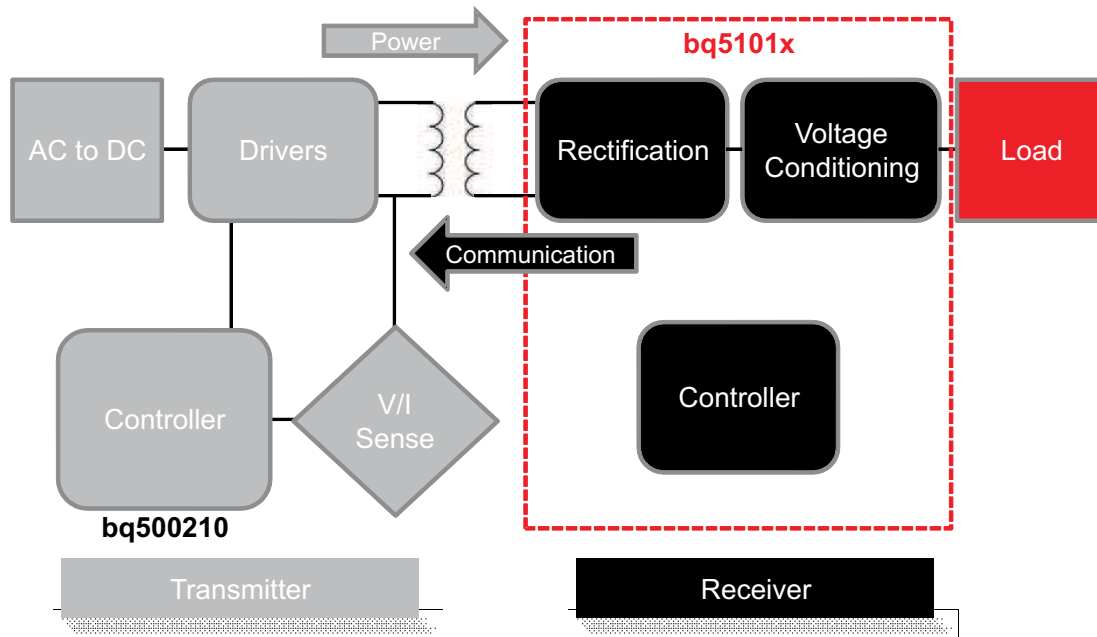 Power
bq5101x
AC to DC
Drivers
Rectification
Voltage
Conditioning
Load
Communication
Controller
V/I
Sense
Controller
bq500210
Transmitter
Receiver